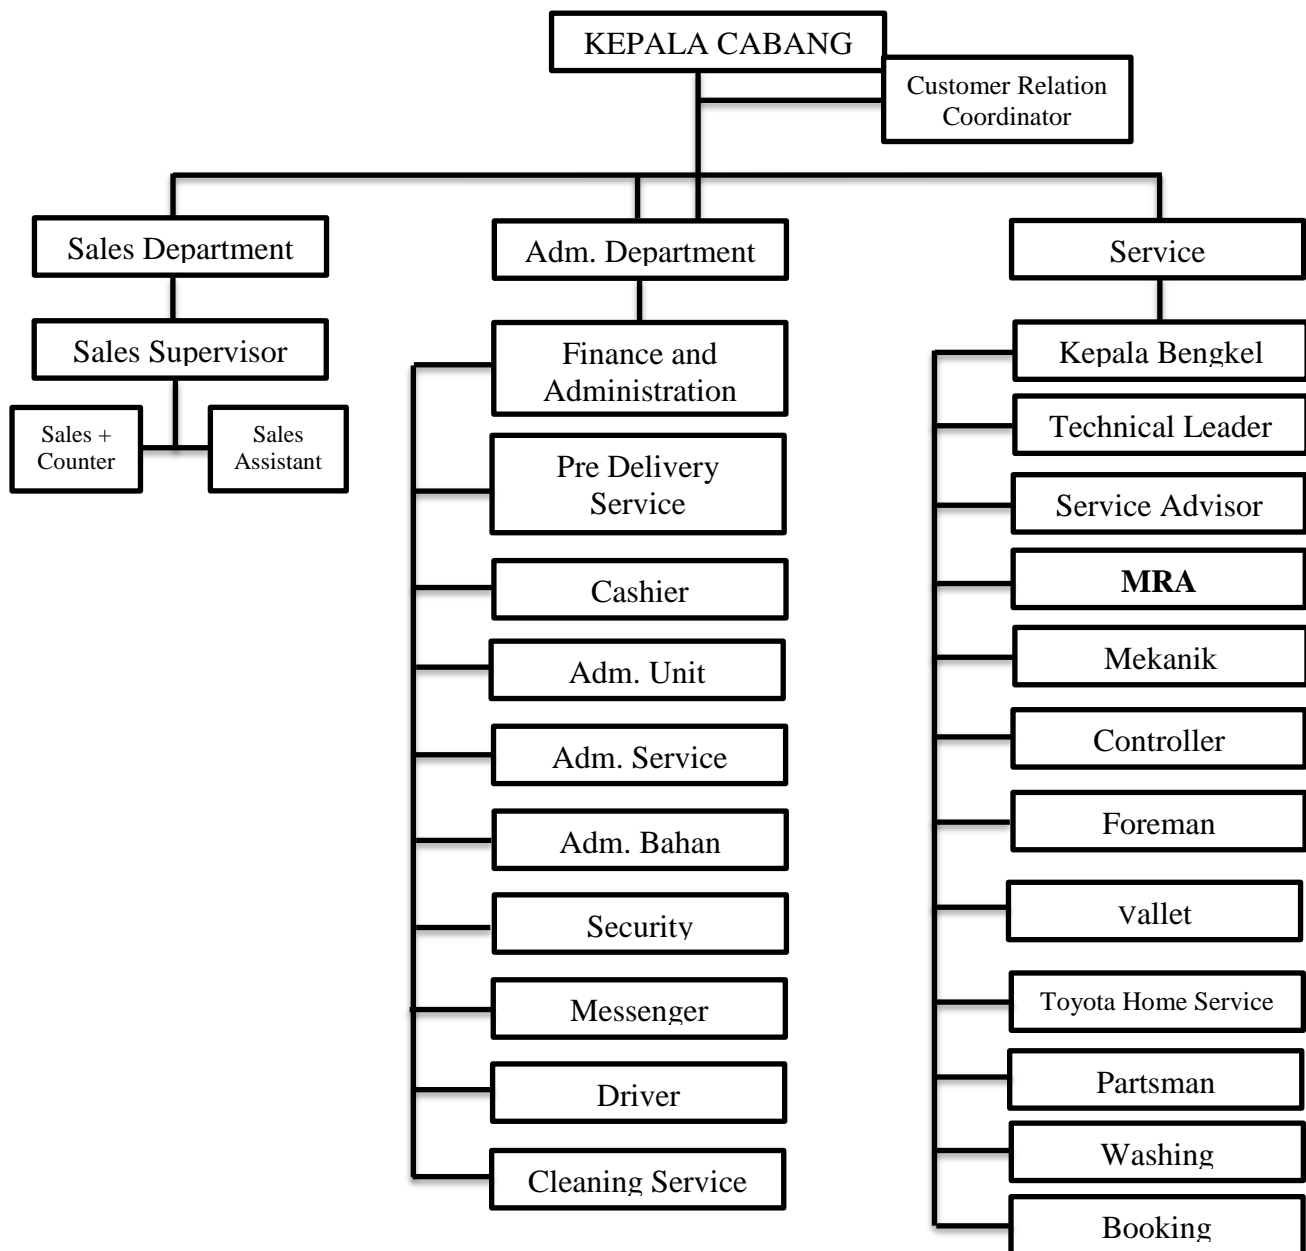 KEPALA CABANG
Customer Relation
Coordinator
Sales Department
Adm. Department
Service
Sales Supervisor
Sales +
Counter
Sales
Assistant
Finance and
Administration
Pre Delivery
Service
Cashier
Adm. Unit
Adm. Service
Adm. Bahan
Security
Messenger
Driver
Cleaning Service
Kepala Bengkel
Technical Leader
Service Advisor
MRA
Mekanik
Controller
Foreman
Vallet
Toyota Home Service
Partsman
Washing
Booking